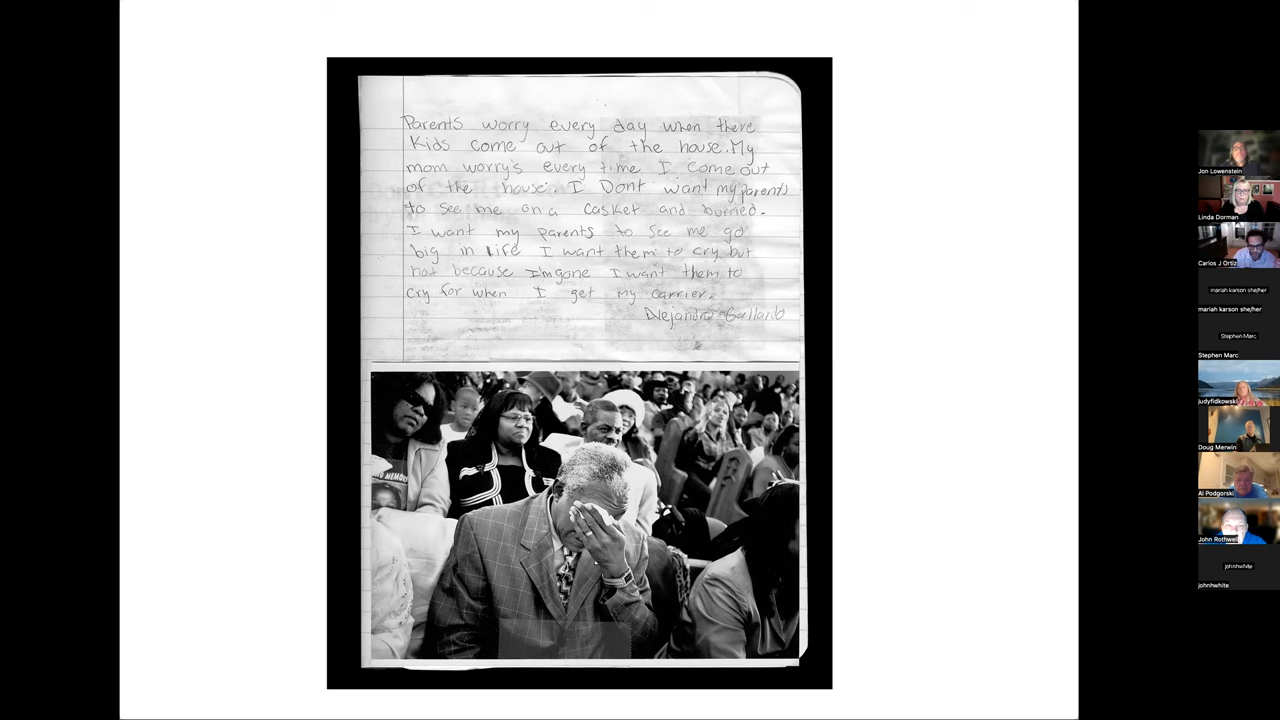 Parents worry every day when there
Kids come out of the house. My
mom worry's every time I come out
of the house. I Dont want my parents
to see me on a casket and burried.
I want my parents to see me go
big in life I want them to cry but
not because I'm gone I want them to
cry for when I get my carrier.
Alejandro Gallardo
Jon Lowenstein
Linda Dorman
Carlos J Ortiz
mariah karson she/her
mariah karson she/her
Stephen Marc
Stephen Marc
judyfidkowski
Doug Merwin
Al Podgorski
John Rothwell
johnhwhite
johnhwhite